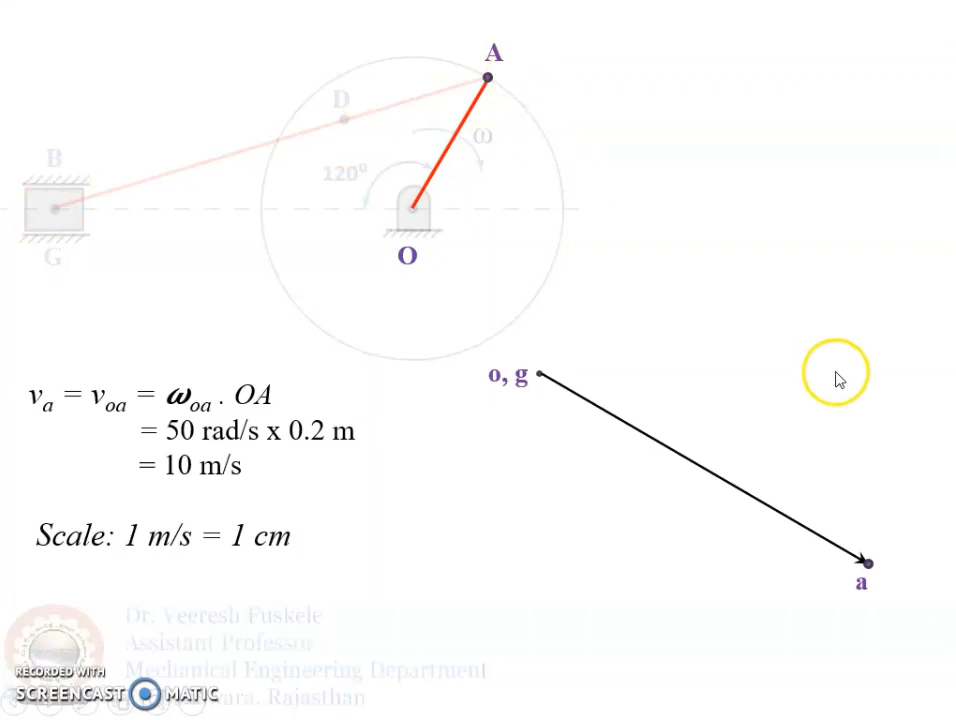 A
D
ω
B
120°
G
O
o, g
v_a = v_oa = ω_oa . OA
= 50 rad/s x 0.2 m
= 10 m/s
Scale: 1 m/s = 1 cm
a
Dr. Veeresh Fuskele
Assistant Professor
Mechanical Engineering Department
Rajasthan
RECORDED WITH
SCREENCAST MATIC